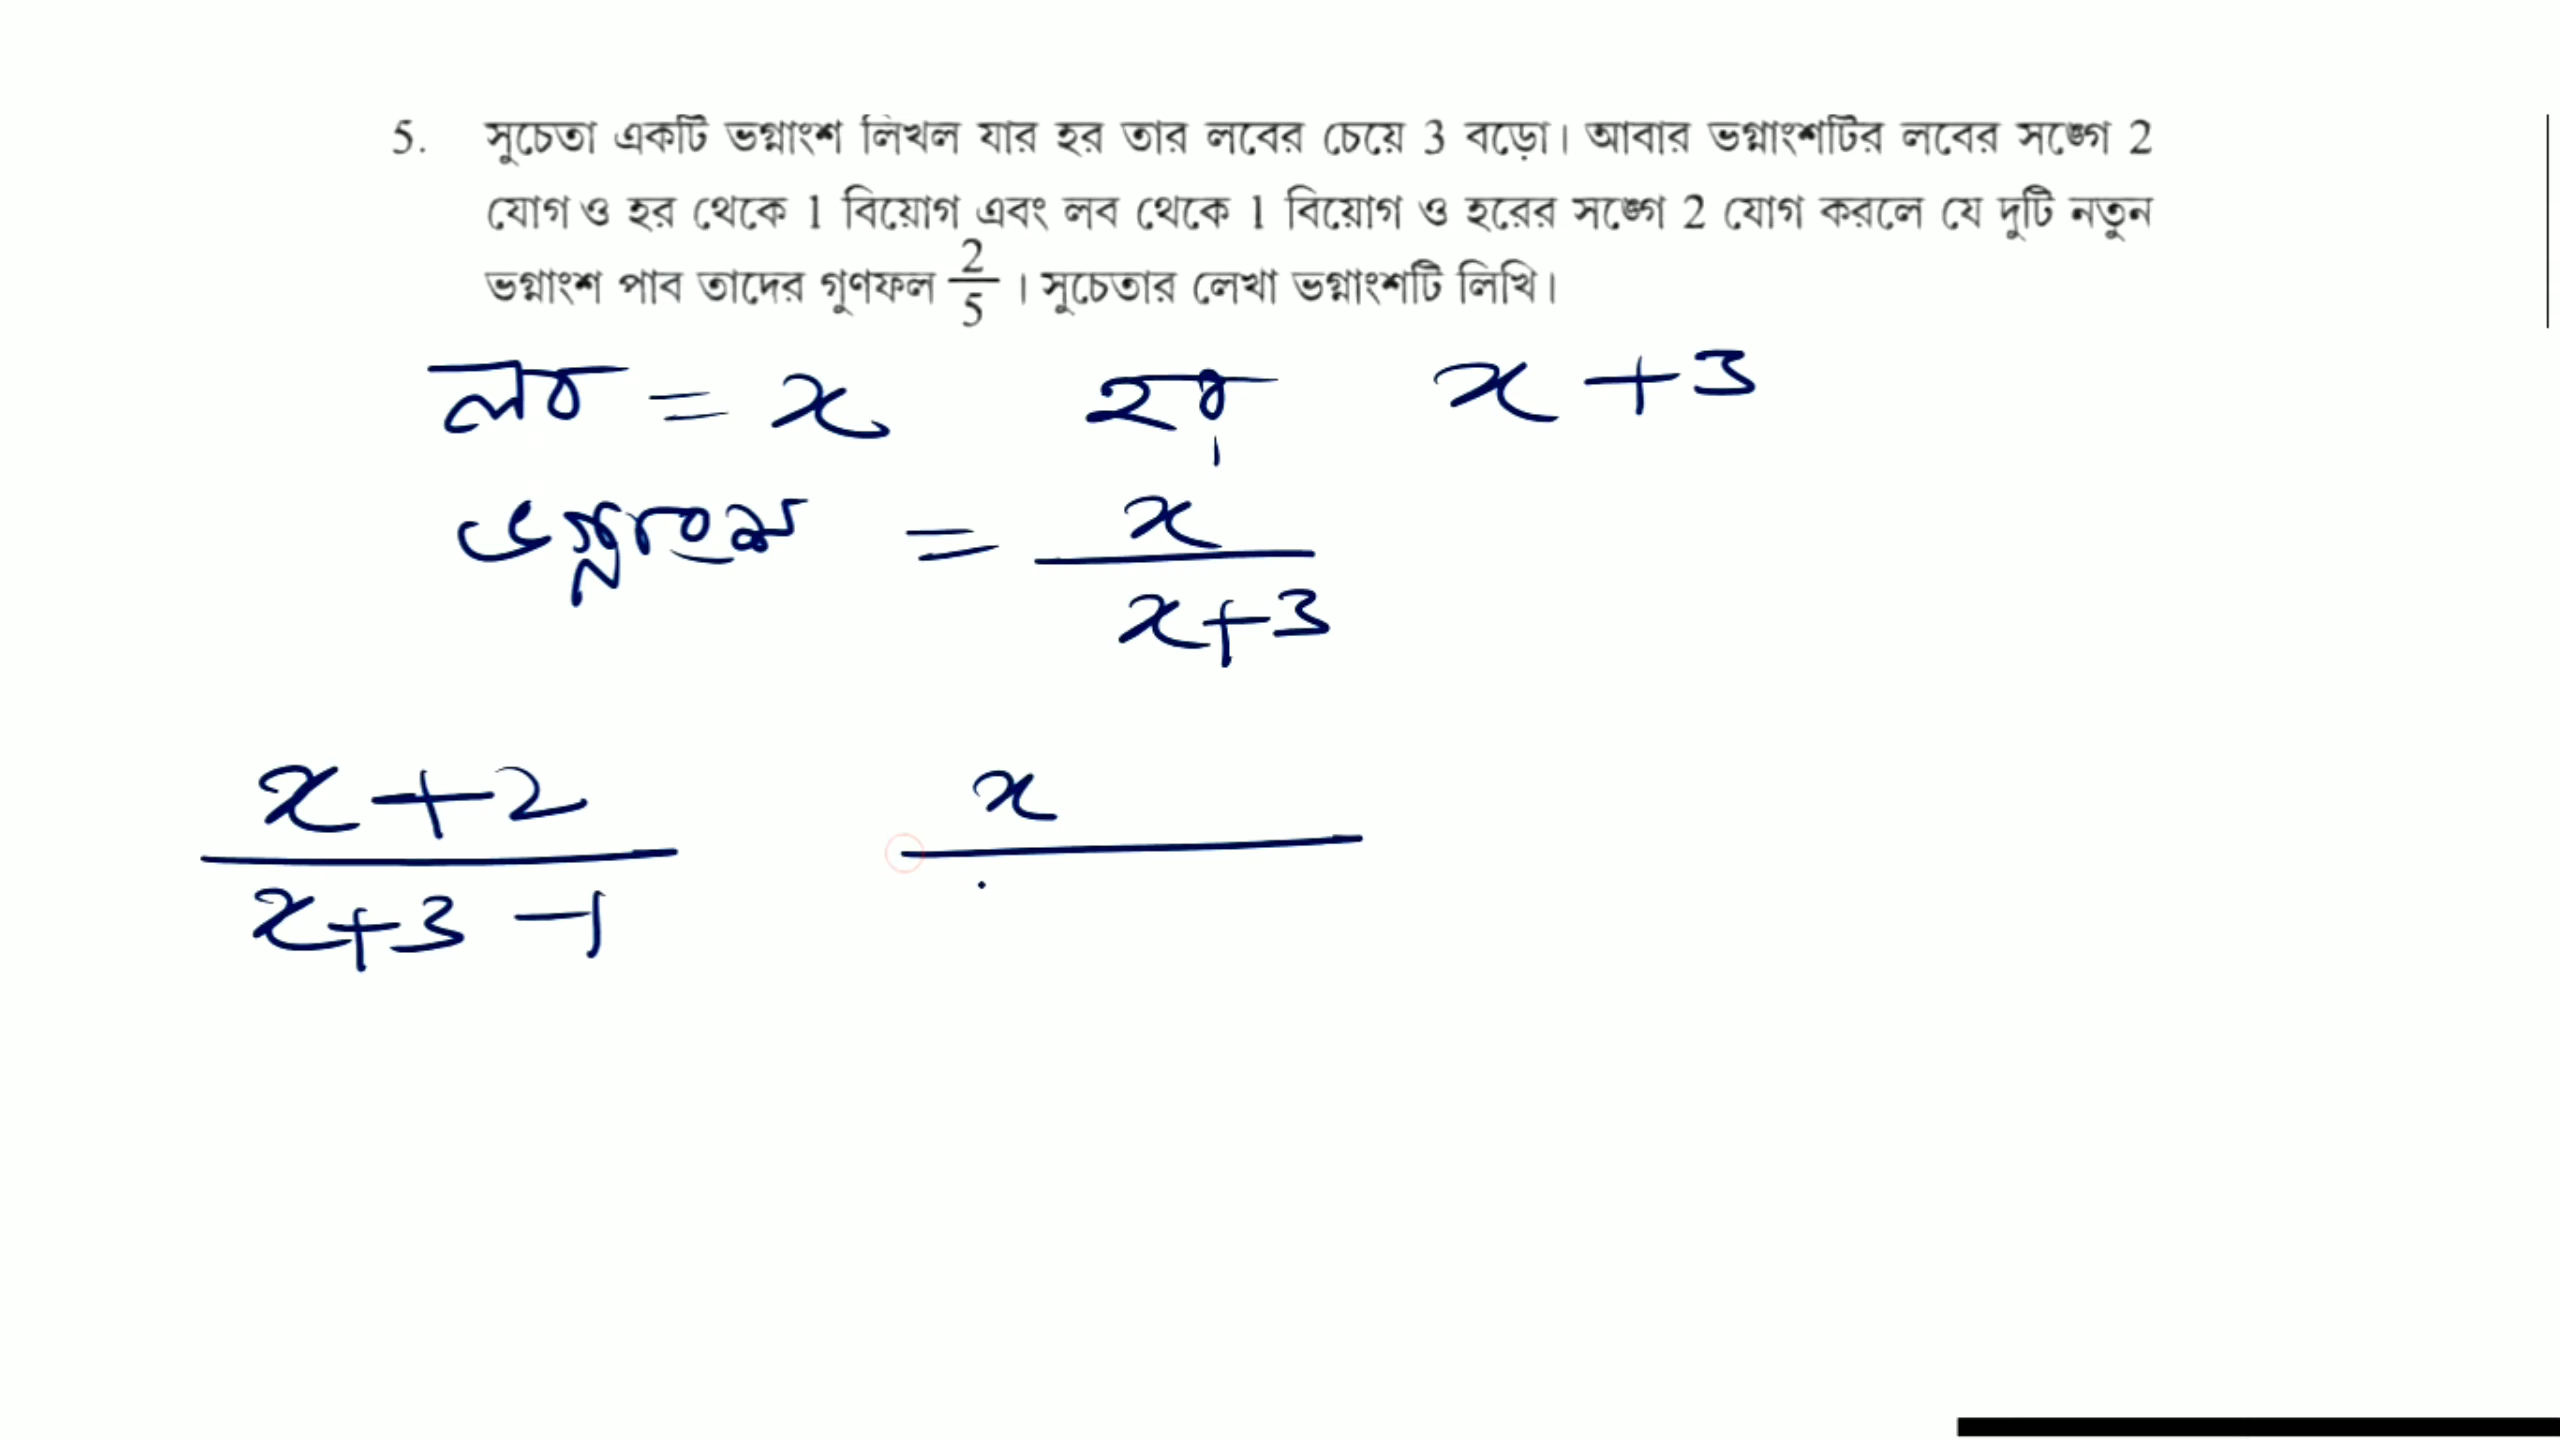 5. সুচেতা একটি ভগ্নাংশ লিখল যার হর তার লবের চেয়ে 3 বড়ো। আবার ভগ্নাংশটির লবের সঙ্গে 2
যোগ ও হর থেকে 1 বিয়োগ এবং লব থেকে 1 বিয়োগ ও হরের সঙ্গে 2 যোগ করলে যে দুটি নতুন
ভগ্নাংশ পাব তাদের গুণফল 2/5 । সুচেতার লেখা ভগ্নাংশটি লিখি।
লব = x হর x + 3
ভগ্নাংশ = x/(x+3)
(x+2)/(x+3-1) x